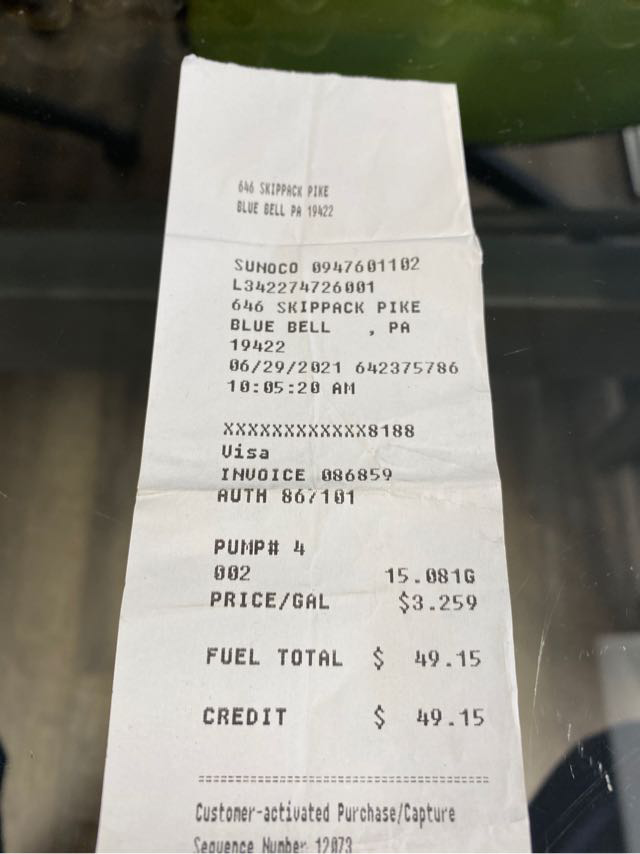 646 SKIPPACK PIKE
BLUE BELL PA 19422
SUNOCO 0947601102
L342274726001
646 SKIPPACK PIKE
BLUE BELL , PA
19422
06/29/2021 642375786
10:05:20 AM
XXXXXXXXXXXX8188
Visa
INVOICE 086859
AUTH 867101
PUMP# 4
002 15.081G
PRICE/GAL $3.259
FUEL TOTAL $ 49.15
CREDIT $ 49.15
================================
Customer-activated Purchase/Capture
Sequence Number 12073